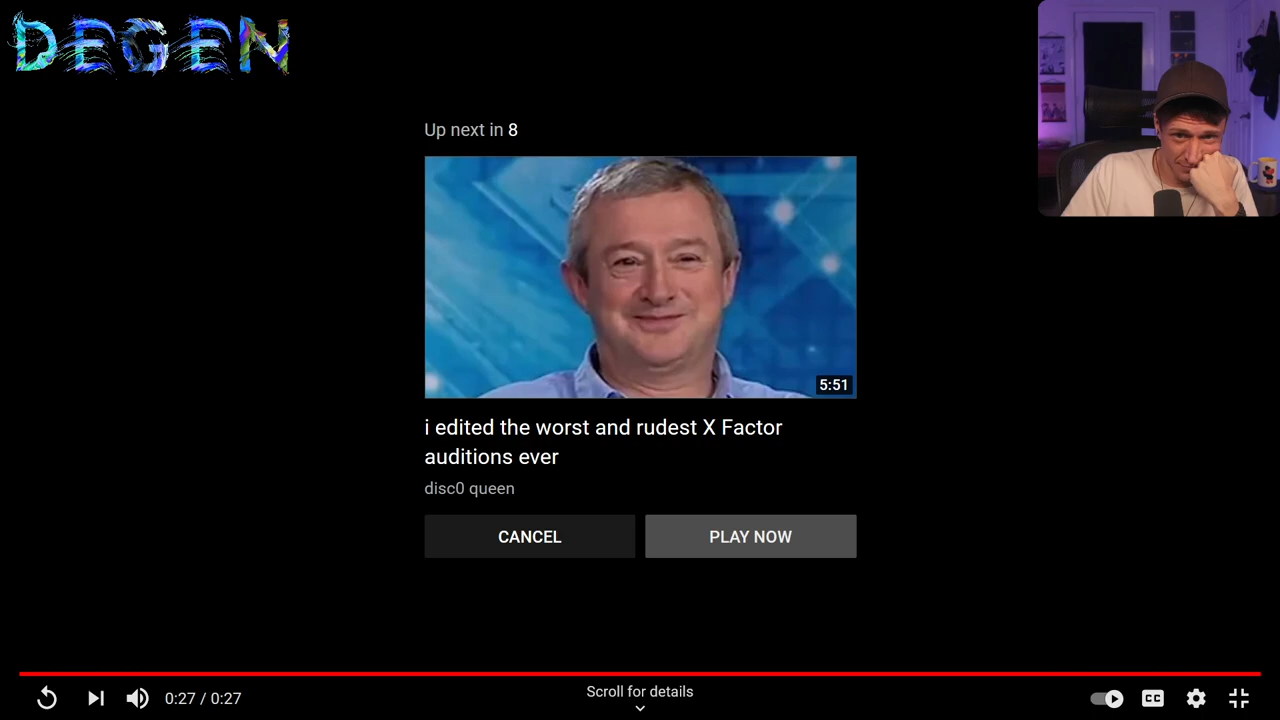 DEGEN
Up next in 8
5:51
i edited the worst and rudest X Factor
auditions ever
disc0 queen
CANCEL
PLAY NOW
0:27 / 0:27
Scroll for details
CC